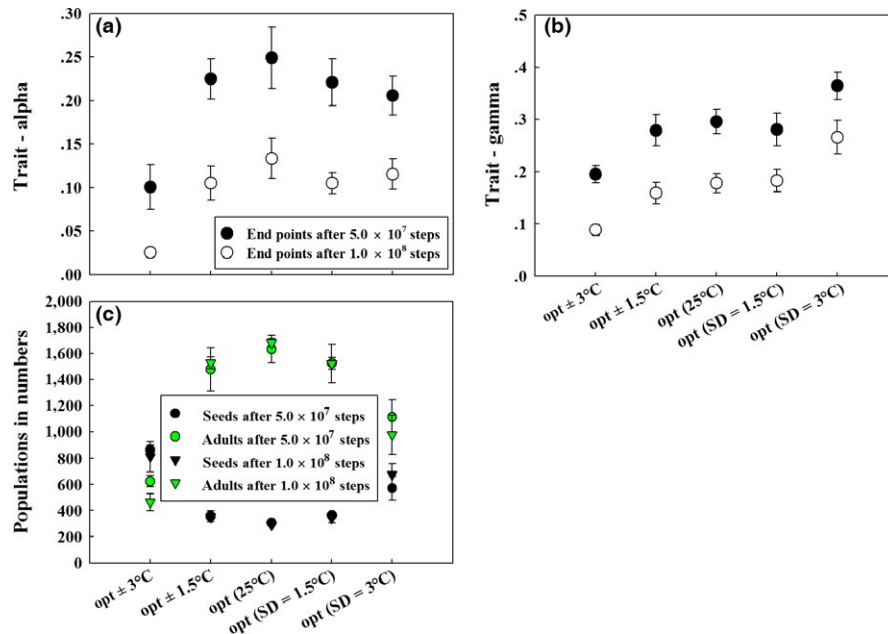 (a)
Trait - alpha
.30
.25
.20
.15
.10
.05
.00
End points after 5.0 × 10⁷ steps
End points after 1.0 × 10⁸ steps
(b)
Trait - gamma
.5
.4
.3
.2
.1
.0
opt ± 3°C
opt ± 1.5°C
opt (25°C)
opt (SD = 1.5°C)
opt (SD = 3°C)
(c)
Populations in numbers
2,000
1,800
1,600
1,400
1,200
1,000
800
600
400
200
0
Seeds after 5.0 × 10⁷ steps
Adults after 5.0 × 10⁷ steps
Seeds after 1.0 × 10⁸ steps
Adults after 1.0 × 10⁸ steps
opt ± 3°C
opt ± 1.5°C
opt (25°C)
opt (SD = 1.5°C)
opt (SD = 3°C)